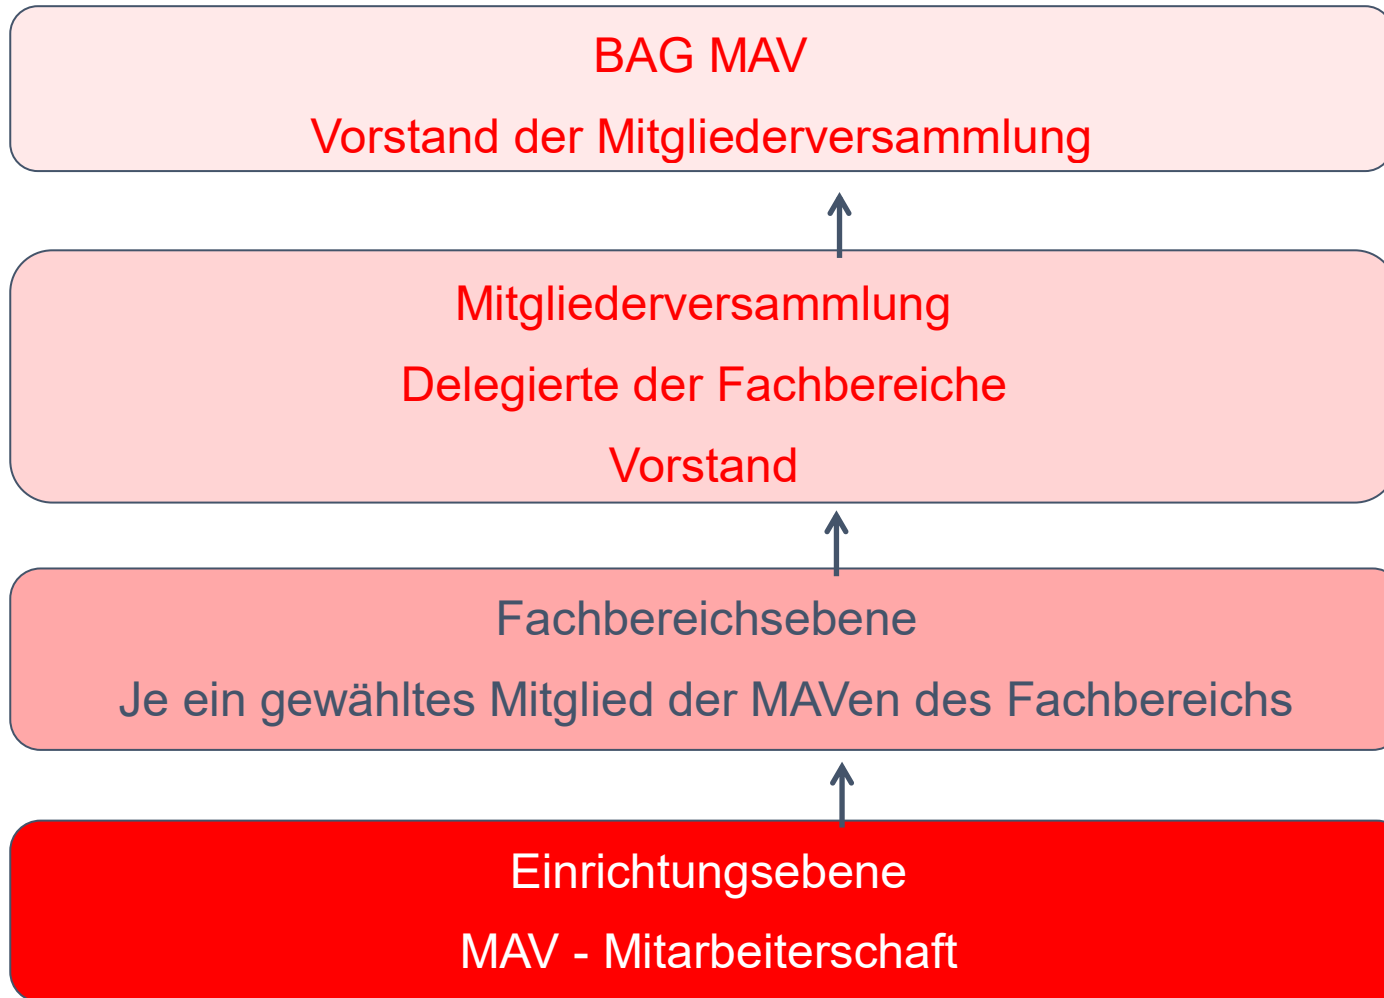 BAG MAV
Vorstand der Mitgliederversammlung
Mitgliederversammlung
Delegierte der Fachbereiche
Vorstand
Fachbereichsebene
Je ein gewähltes Mitglied der MAVen des Fachbereichs
Einrichtungsebene
MAV - Mitarbeiterschaft